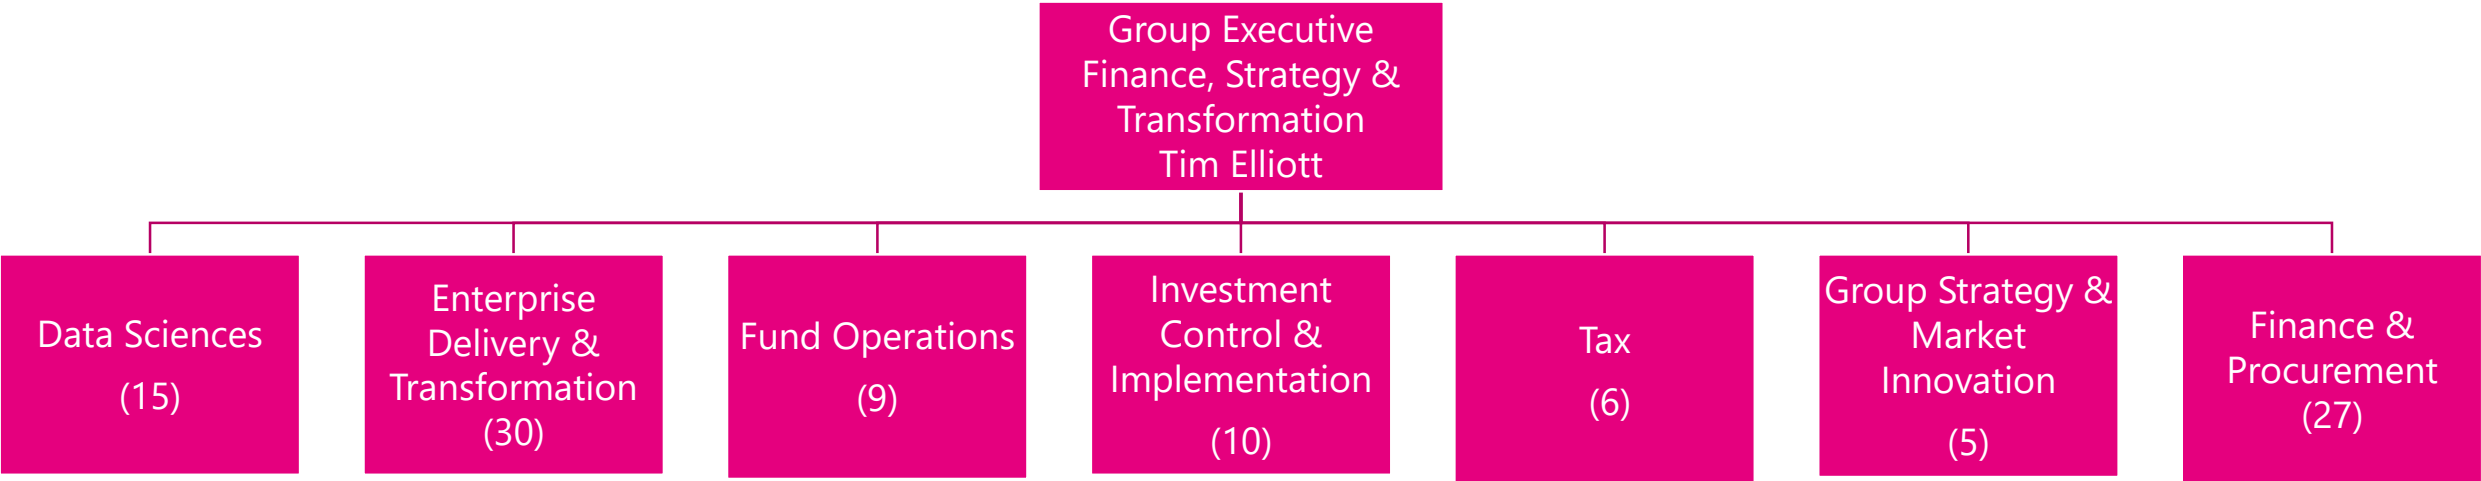 Group Executive
Finance, Strategy &
Transformation
Tim Elliott
Data Sciences
(15)
Enterprise
Delivery &
Transformation
(30)
Fund Operations
(9)
Investment
Control &
Implementation
(10)
Tax
(6)
Group Strategy &
Market
Innovation
(5)
Finance &
Procurement
(27)